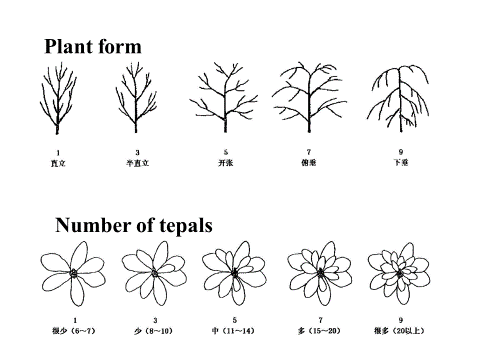 Plant form
1 3 5 7 9
直立 半直立 开张 俯垂 下垂
Number of tepals
1 3 5 7 9
很少(6~7) 少(8~10) 中(11~14) 多(15~20) 很多(20以上)